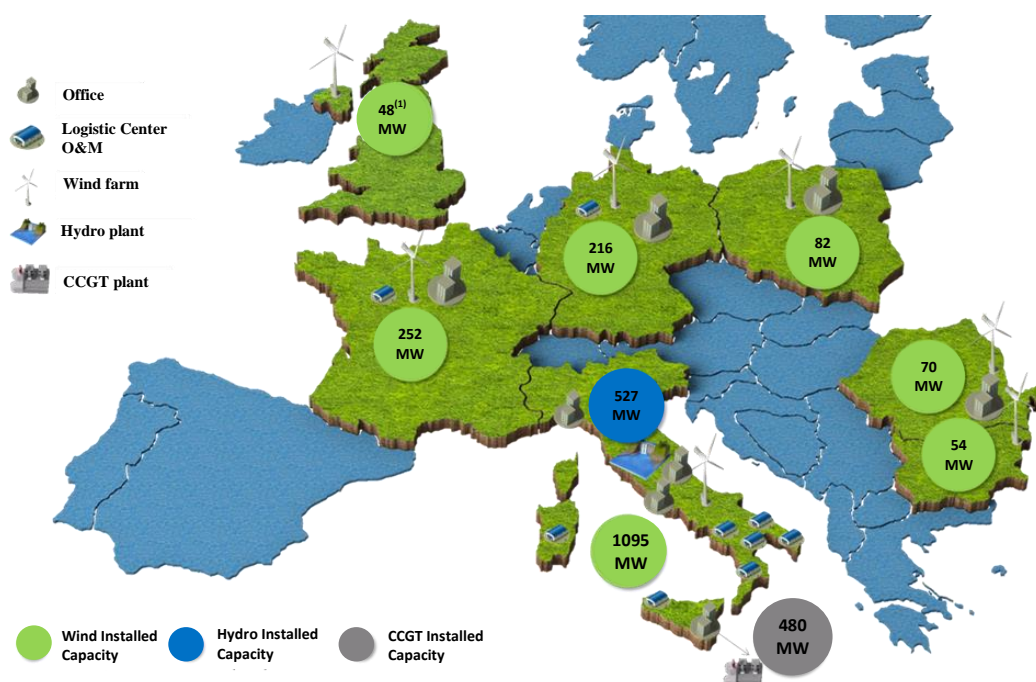 Office
Logistic Center
O&M
Wind farm
Hydro plant
CCGT plant
48(1)
MW
216
MW
82
MW
252
MW
70
MW
527
MW
54
MW
1095
MW
480
MW
Wind Installed
Capacity
Hydro Installed
Capacity
CCGT Installed
Capacity